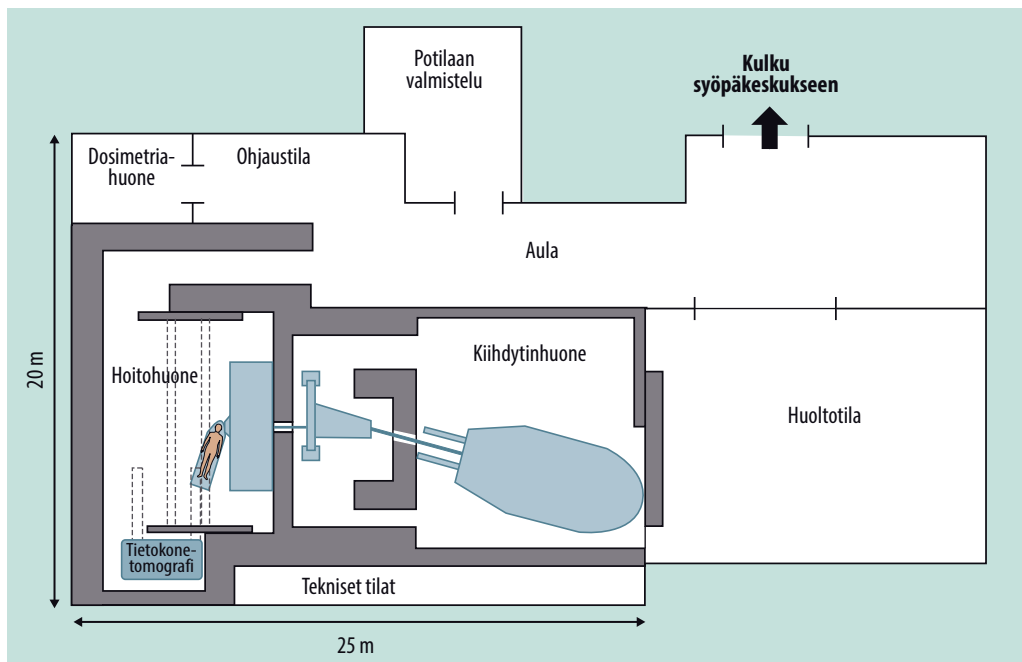 Potilaan
valmistelu
Kulku
syöpäkeskukseen
Dosimetria-
huone
Ohjaustila
Aula
Hoitohuone
Kiihdytinhuone
Huoltotila
20 m
Tietokone-
tomografi
Tekniset tilat
25 m